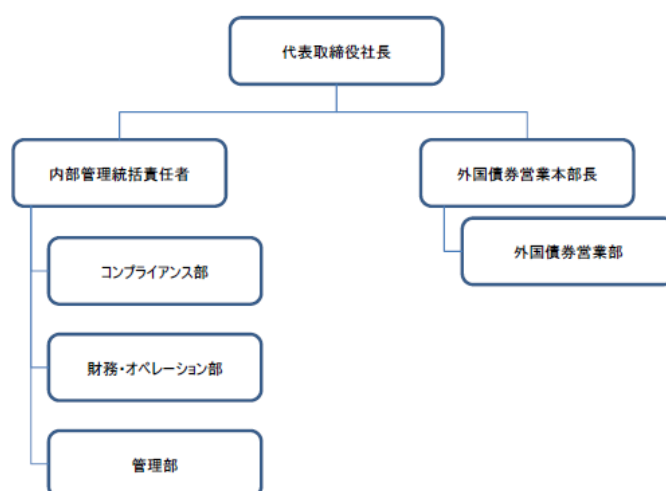 代表取締役社長
内部管理統括責任者
外国債券営業本部長
外国債券営業部
コンプライアンス部
財務・オペレーション部
管理部